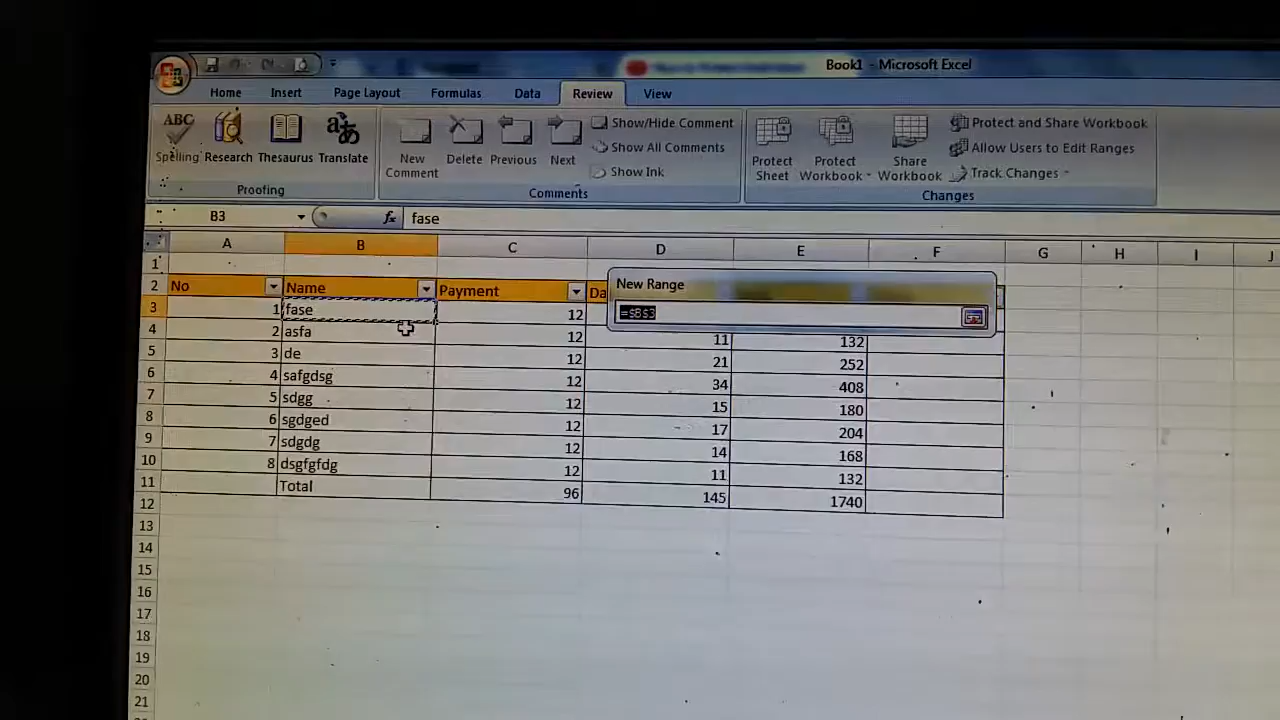 Book1 - Microsoft Excel
Home Insert Page Layout Formulas Data Review View
ABC
Spelling Research Thesaurus Translate
Proofing
New Comment Delete Previous Next
Show/Hide Comment
Show All Comments
Show Ink
Comments
Protect Sheet Protect Workbook Share Workbook
Protect and Share Workbook
Allow Users to Edit Ranges
Track Changes
Changes
B3 fx fase
A B C D E F G H I J
1
2 No Name Payment Da
New Range
=$B$3
3 1 fase 12
4 2 asfa 12 11 132
5 3 de 12 21 252
6 4 safgdsg 12 34 408
7 5 sdgg 12 15 180
8 6 sgdged 12 17 204
9 7 sdgdg 12 14 168
10 8 dsgfgfdg 12 11 132
11 Total 96 145 1740
12
13
14
15
16
17
18
19
20
21